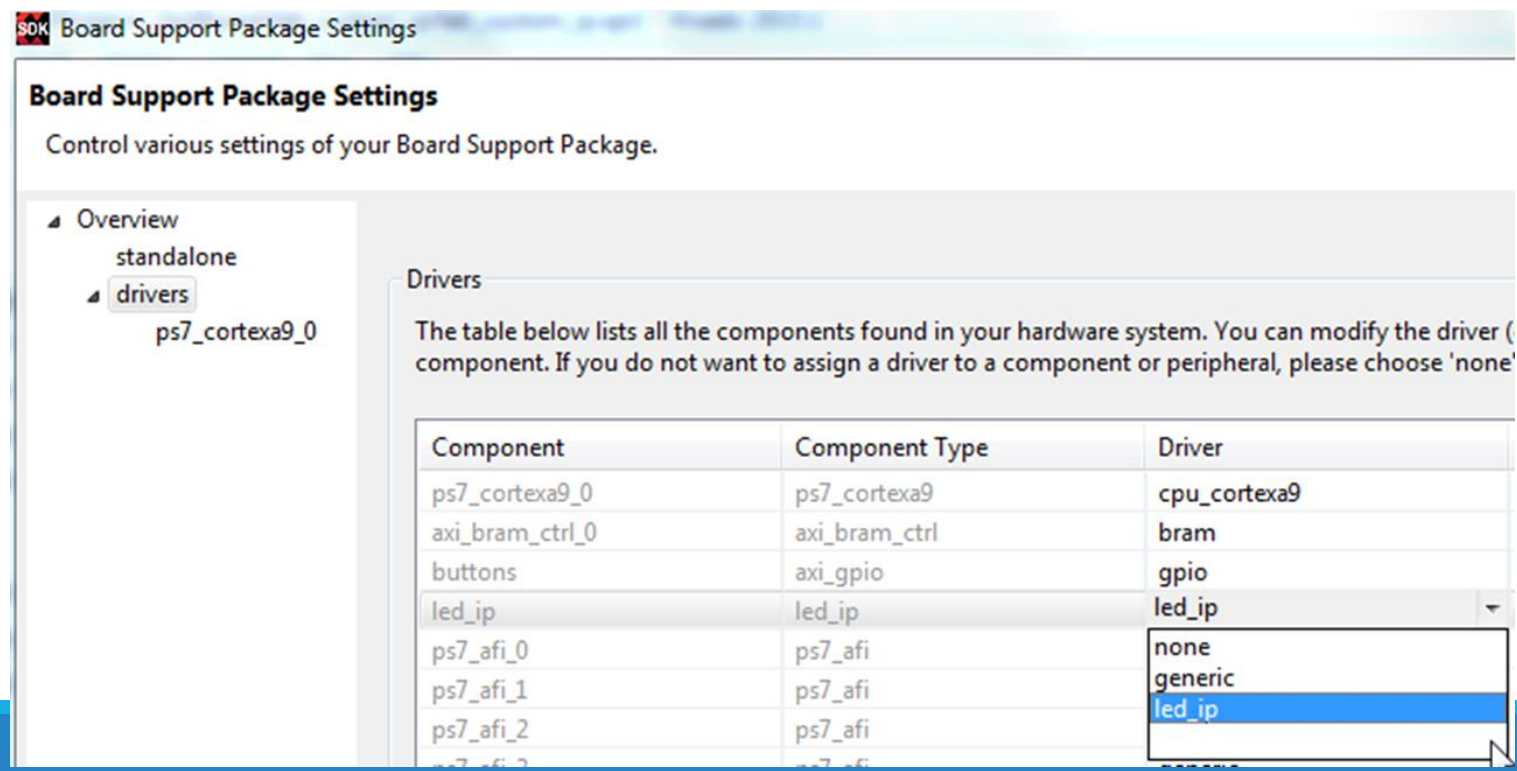 SDK Board Support Package Settings
Board Support Package Settings
Control various settings of your Board Support Package.
Overview
standalone
drivers
ps7_cortexa9_0
Drivers
The table below lists all the components found in your hardware system. You can modify the driver (
component. If you do not want to assign a driver to a component or peripheral, please choose 'none'
Component Component Type Driver
ps7_cortexa9_0 ps7_cortexa9 cpu_cortexa9
axi_bram_ctrl_0 axi_bram_ctrl bram
buttons axi_gpio gpio
led_ip led_ip led_ip
ps7_afi_0 ps7_afi none
ps7_afi_1 ps7_afi generic
ps7_afi_2 ps7_afi led_ip